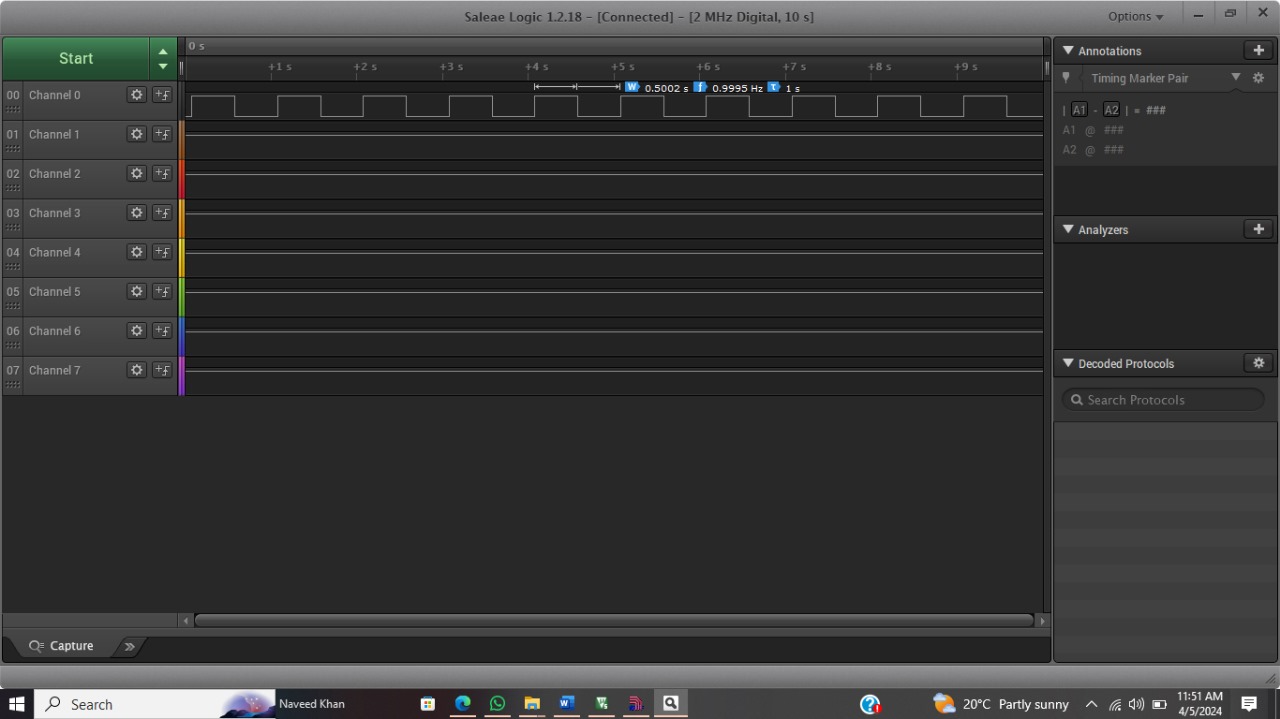 Saleae Logic 1.2.18 - [Connected] - [2 MHz Digital, 10 s]
Options
Start
0 s
+1 s +2 s +3 s +4 s +5 s +6 s +7 s +8 s +9 s
W 0.5002 s f 0.9995 Hz T 1 s
00 Channel 0
01 Channel 1
02 Channel 2
03 Channel 3
04 Channel 4
05 Channel 5
06 Channel 6
07 Channel 7
Annotations
Timing Marker Pair
| A1 - A2 | = ###
A1 @ ###
A2 @ ###
Analyzers
Decoded Protocols
Search Protocols
Capture
Search
Naveed Khan
20°C Partly sunny
11:51 AM
4/5/2024